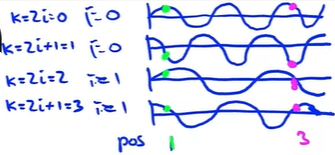 k=2i=0 i=0
k=2i+1=1 i=0
k=2i=2 i=1
k=2i+1=3 i=1
pos 1 3